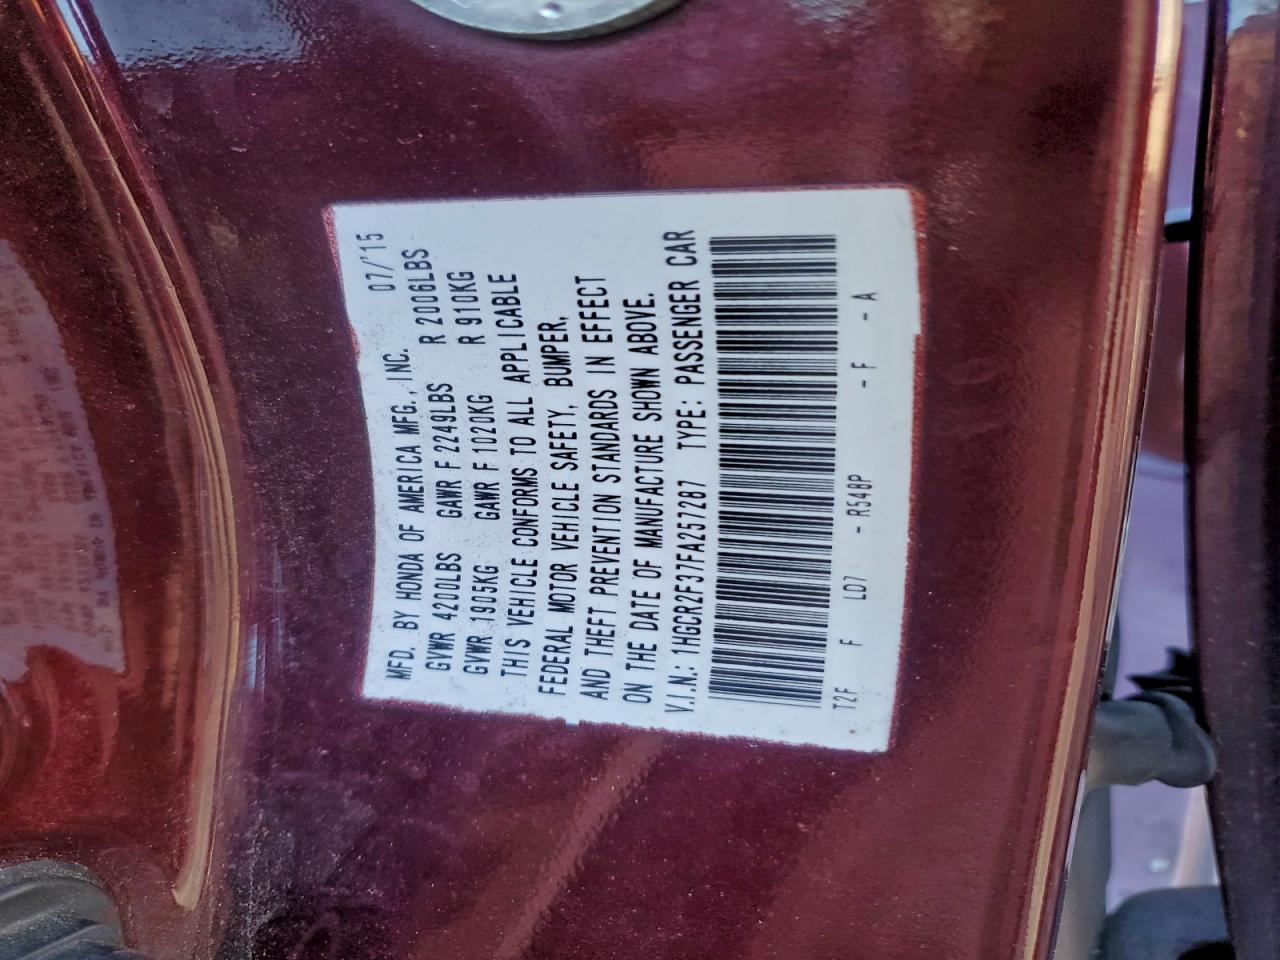 07/'15
MFD. BY HONDA OF AMERICA MFG., INC.
GVWR 4200LBS GAWR F 2249LBS R 2006LBS
GVWR 1905KG GAWR F 1020KG R 910KG
THIS VEHICLE CONFORMS TO ALL APPLICABLE
FEDERAL MOTOR VEHICLE SAFETY, BUMPER,
AND THEFT PREVENTION STANDARDS IN EFFECT
ON THE DATE OF MANUFACTURE SHOWN ABOVE.
V.I.N.: 1HGCR2F37FA257287 TYPE: PASSENGER CAR
T2F F LD7 - R548P - F - A